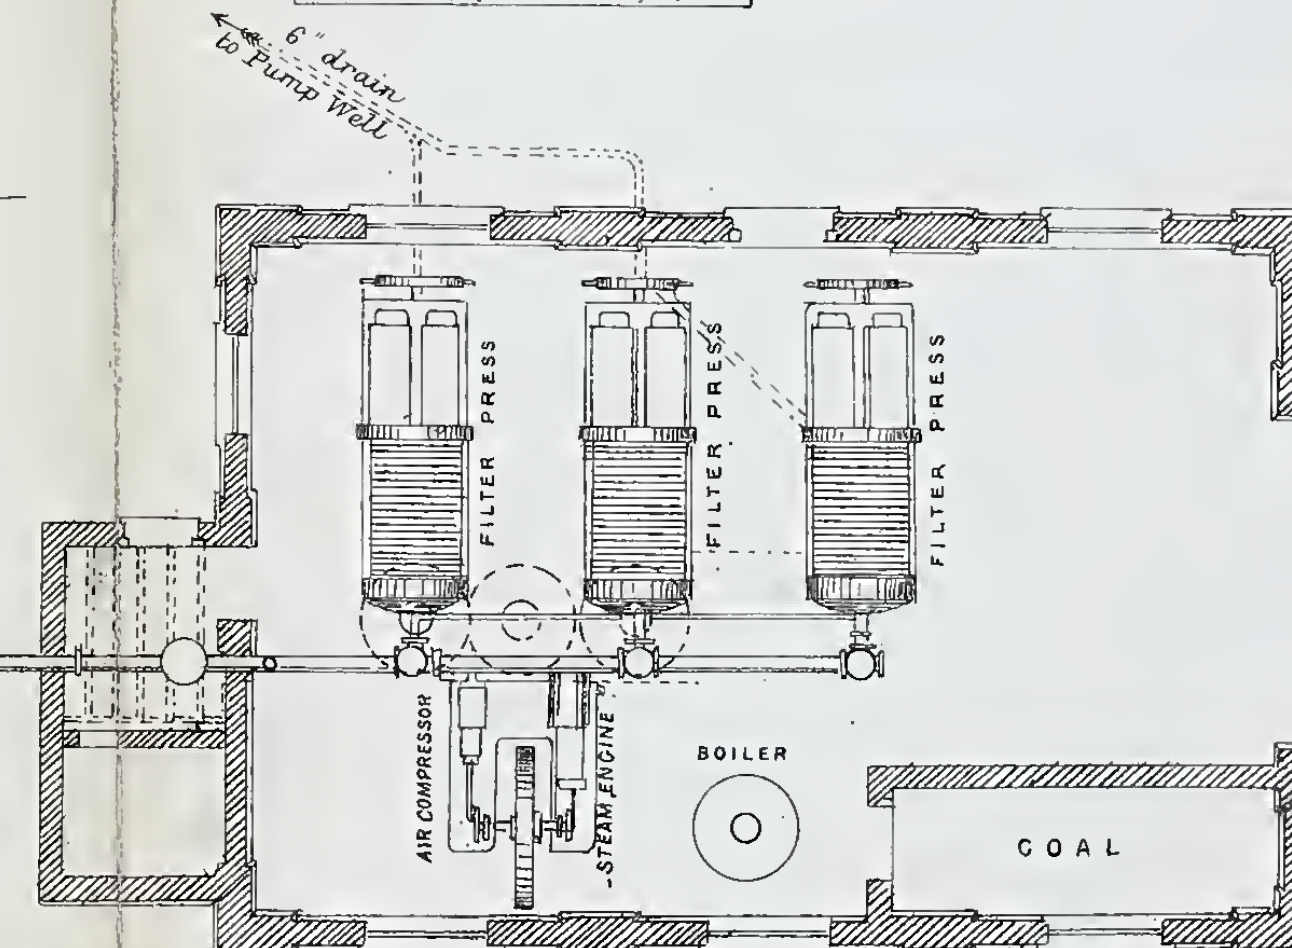 6" drain
to Pump Well
FILTER PRESS
FILTER PRESS
FILTER PRESS
AIR COMPRESSOR
STEAM ENGINE
BOILER
COAL